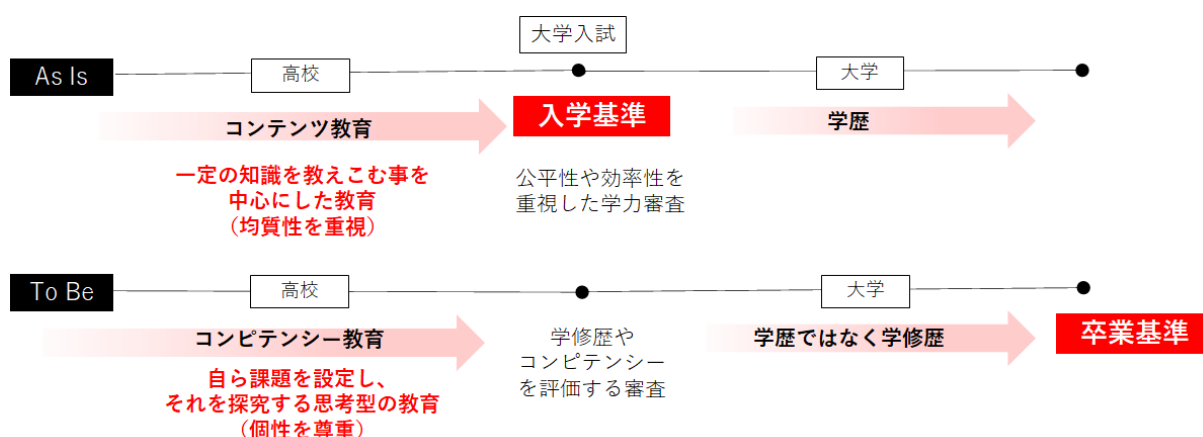 大学入試
As Is
高校
大学
コンテンツ教育
入学基準
学歴
一定の知識を教えこむ事を
中心にした教育
（均質性を重視）
公平性や効率性を
重視した学力審査
To Be
高校
大学
コンピテンシー教育
学修歴や
コンピテンシー
を評価する審査
学歴ではなく学修歴
卒業基準
自ら課題を設定し、
それを探究する思考型の教育
（個性を尊重）